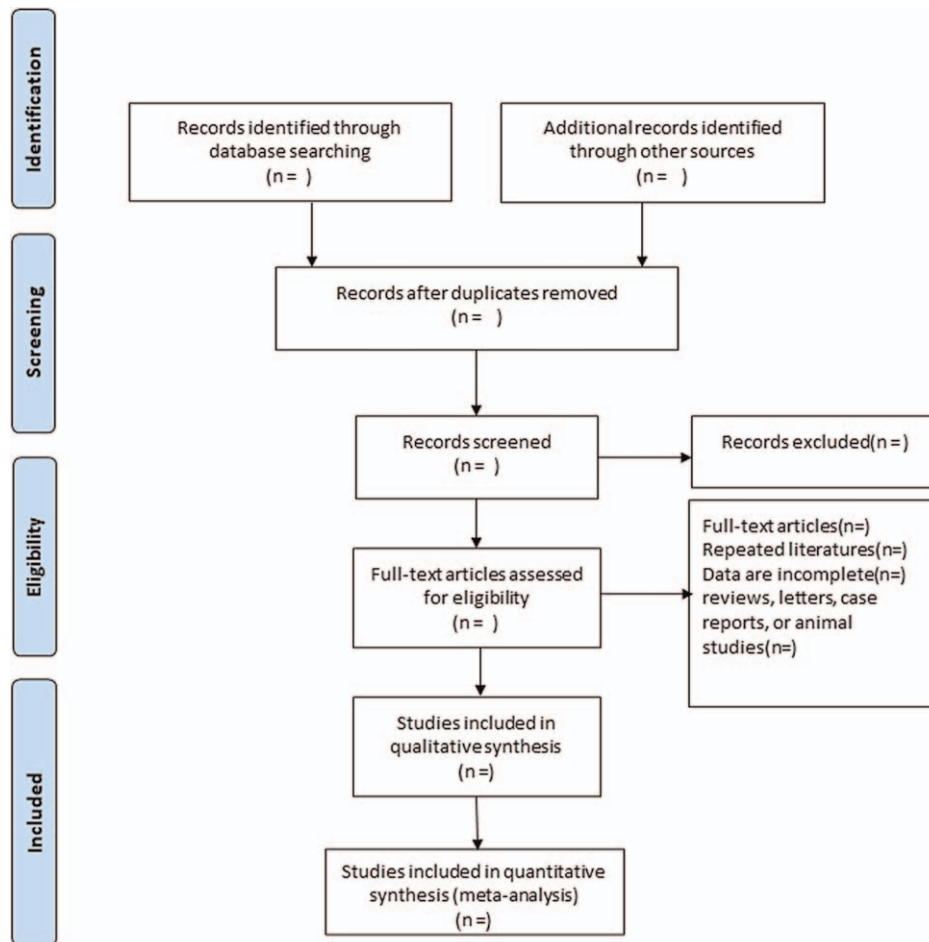 Identification
Records identified through
database searching
(n =   )
Additional records identified
through other sources
(n =   )
Screening
Records after duplicates removed
(n =   )
Records screened
(n =  )
Records excluded(n = )
Eligibility
Full-text articles assessed
for eligibility
(n =  )
Full-text articles(n=)
Repeated literatures(n=)
Data are incomplete(n=)
reviews, letters, case
reports, or animal
studies(n=)
Included
Studies included in
qualitative synthesis
(n =)
Studies included in quantitative
synthesis (meta-analysis)
(n =)